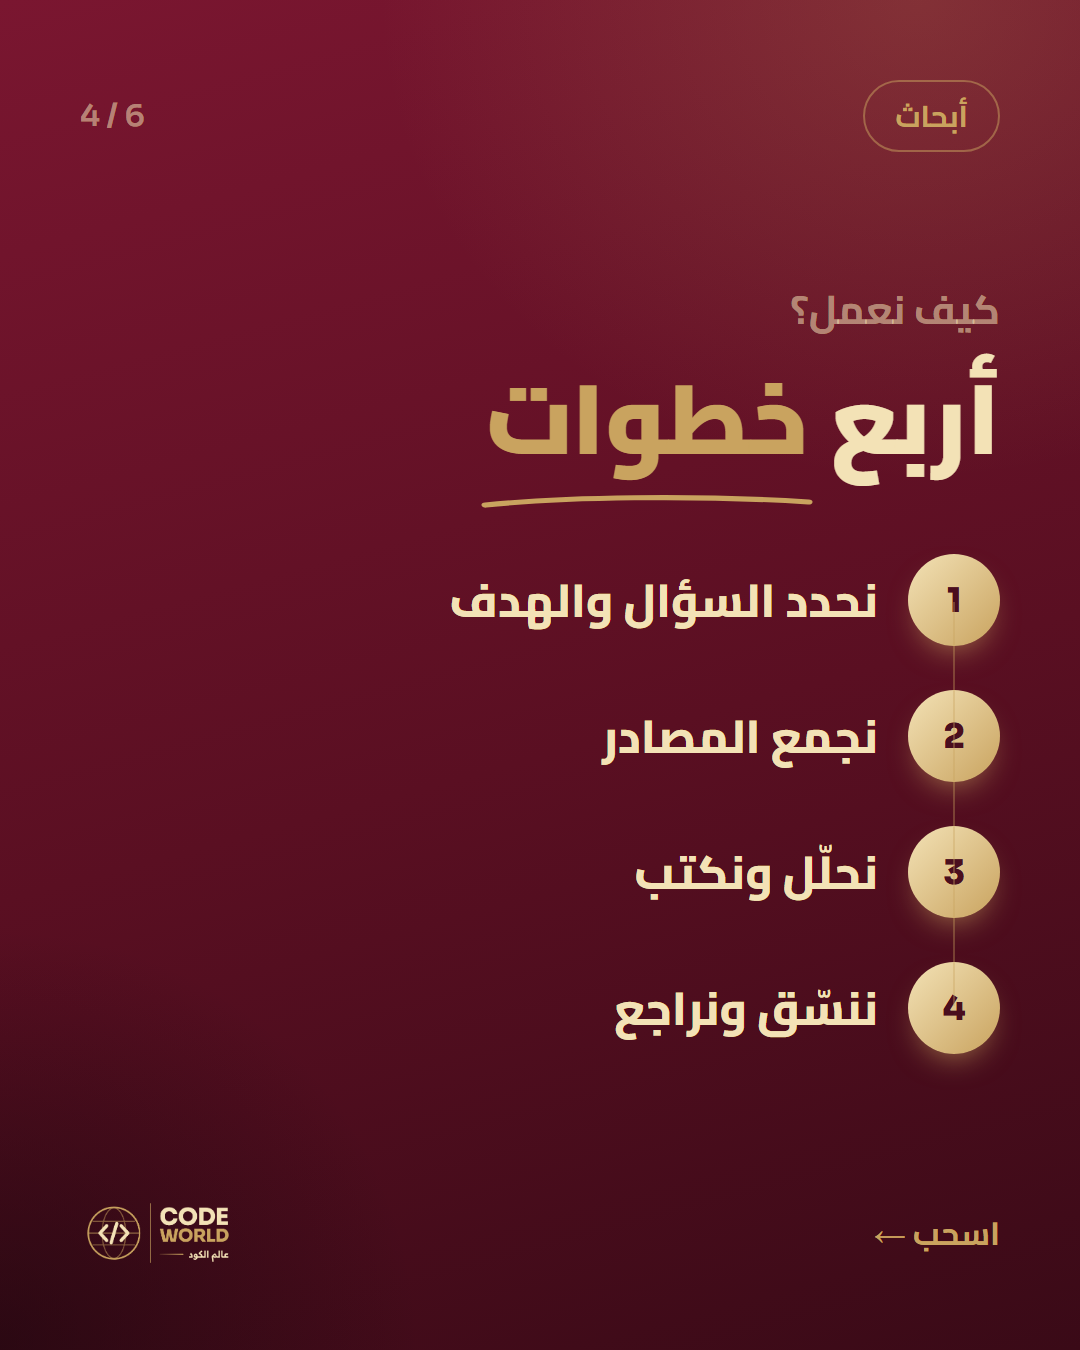 أبحاث
4 / 6
كيف نعمل؟
أربع خطوات
1 نحدد السؤال والهدف
2 نجمع المصادر
3 نحلّل ونكتب
4 ننسّق ونراجع
اسحب ←
CODE
WORLD
عالم الكود